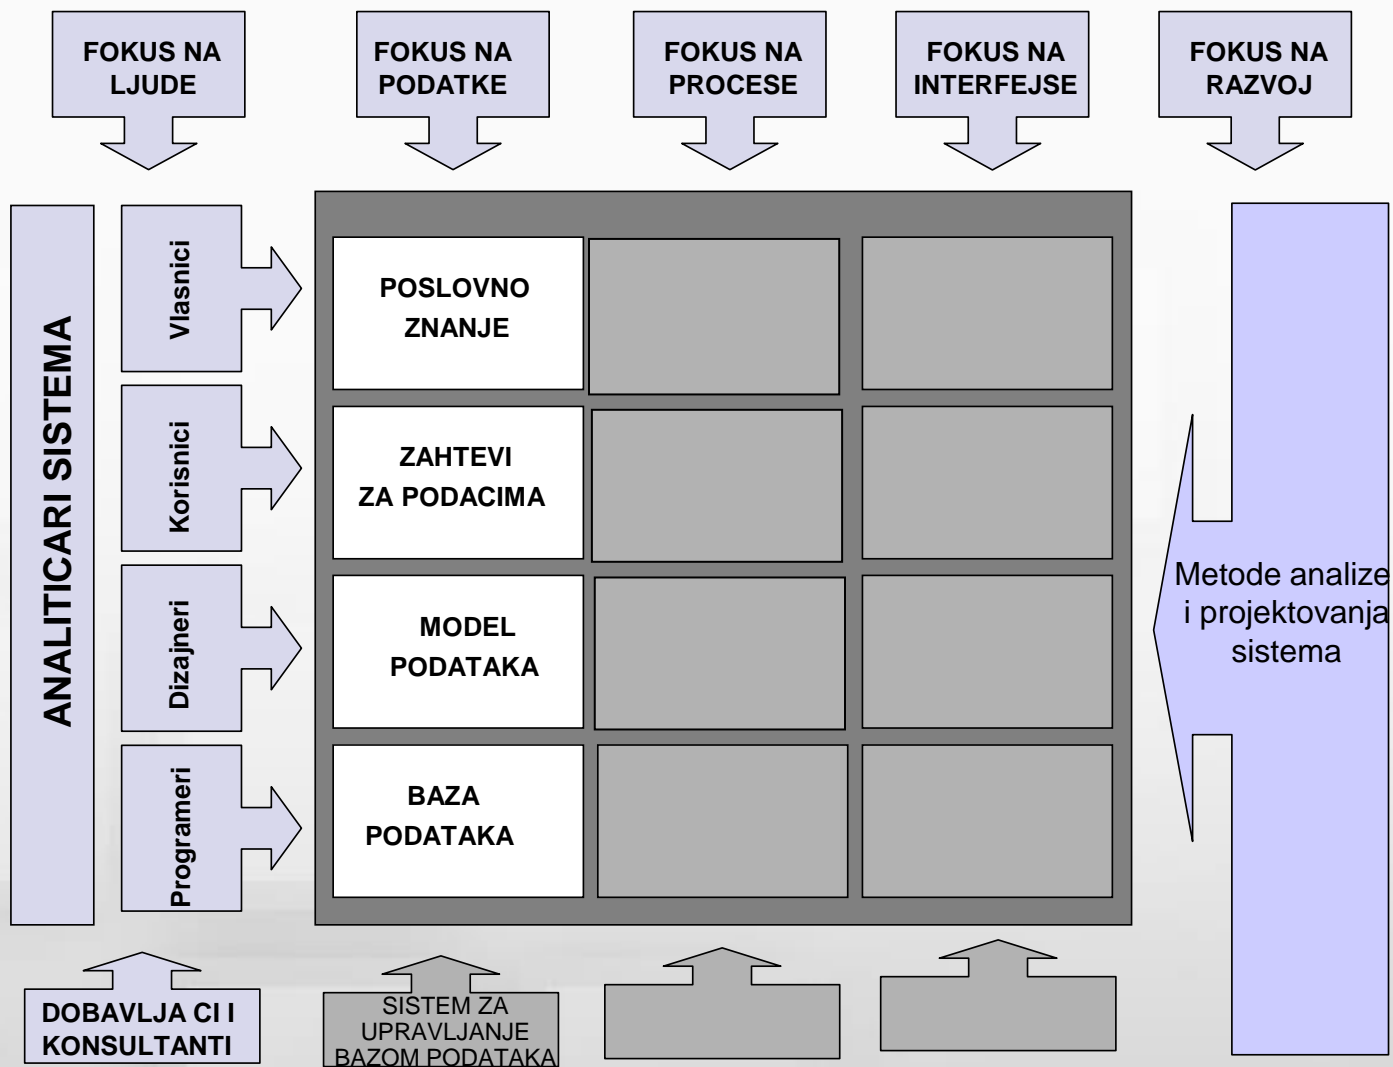 FOKUS NA
LJUDE
FOKUS NA
PODATKE
FOKUS NA
PROCESE
FOKUS NA
INTERFEJSE
FOKUS NA
RAZVOJ
ANALITICARI SISTEMA
Vlasnici
POSLOVNO
ZNANJE
Korisnici
ZAHTEVI
ZA PODACIMA
Dizajneri
MODEL
PODATAKA
Programeri
BAZA
PODATAKA
Metode analize
i projektovanja
sistema
DOBAVLJA CI I
KONSULTANTI
SISTEM ZA
UPRAVLJANJE
BAZOM PODATAKA